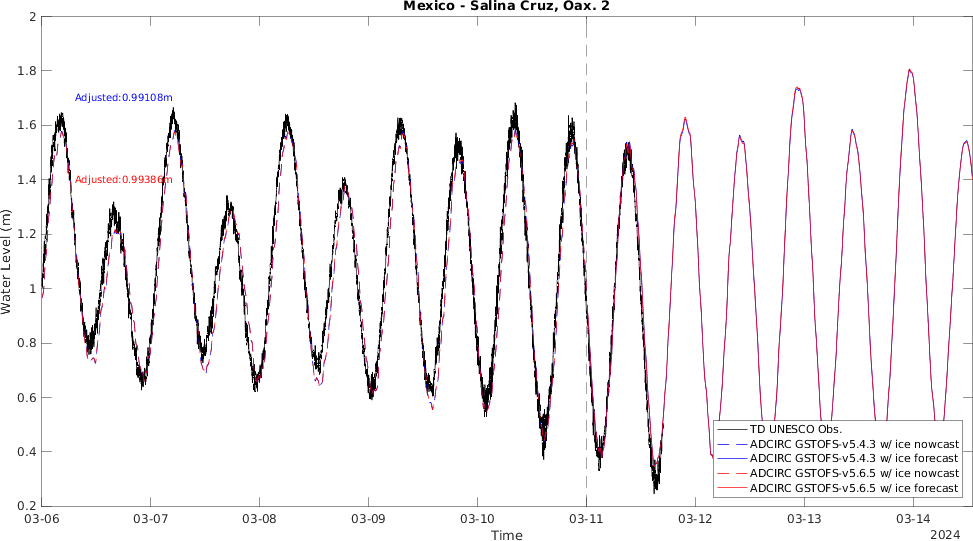 Mexico - Salina Cruz, Oax. 2
2
1.8
1.6
1.4
1.2
1
0.8
0.6
0.4
0.2
Water Level (m)
Adjusted:0.99108m
Adjusted:0.99386m
TD UNESCO Obs.
ADCIRC GSTOFS-v5.4.3 w/ ice nowcast
ADCIRC GSTOFS-v5.4.3 w/ ice forecast
ADCIRC GSTOFS-v5.6.5 w/ ice nowcast
ADCIRC GSTOFS-v5.6.5 w/ ice forecast
03-06 03-07 03-08 03-09 03-10 03-11 03-12 03-13 03-14
Time
2024